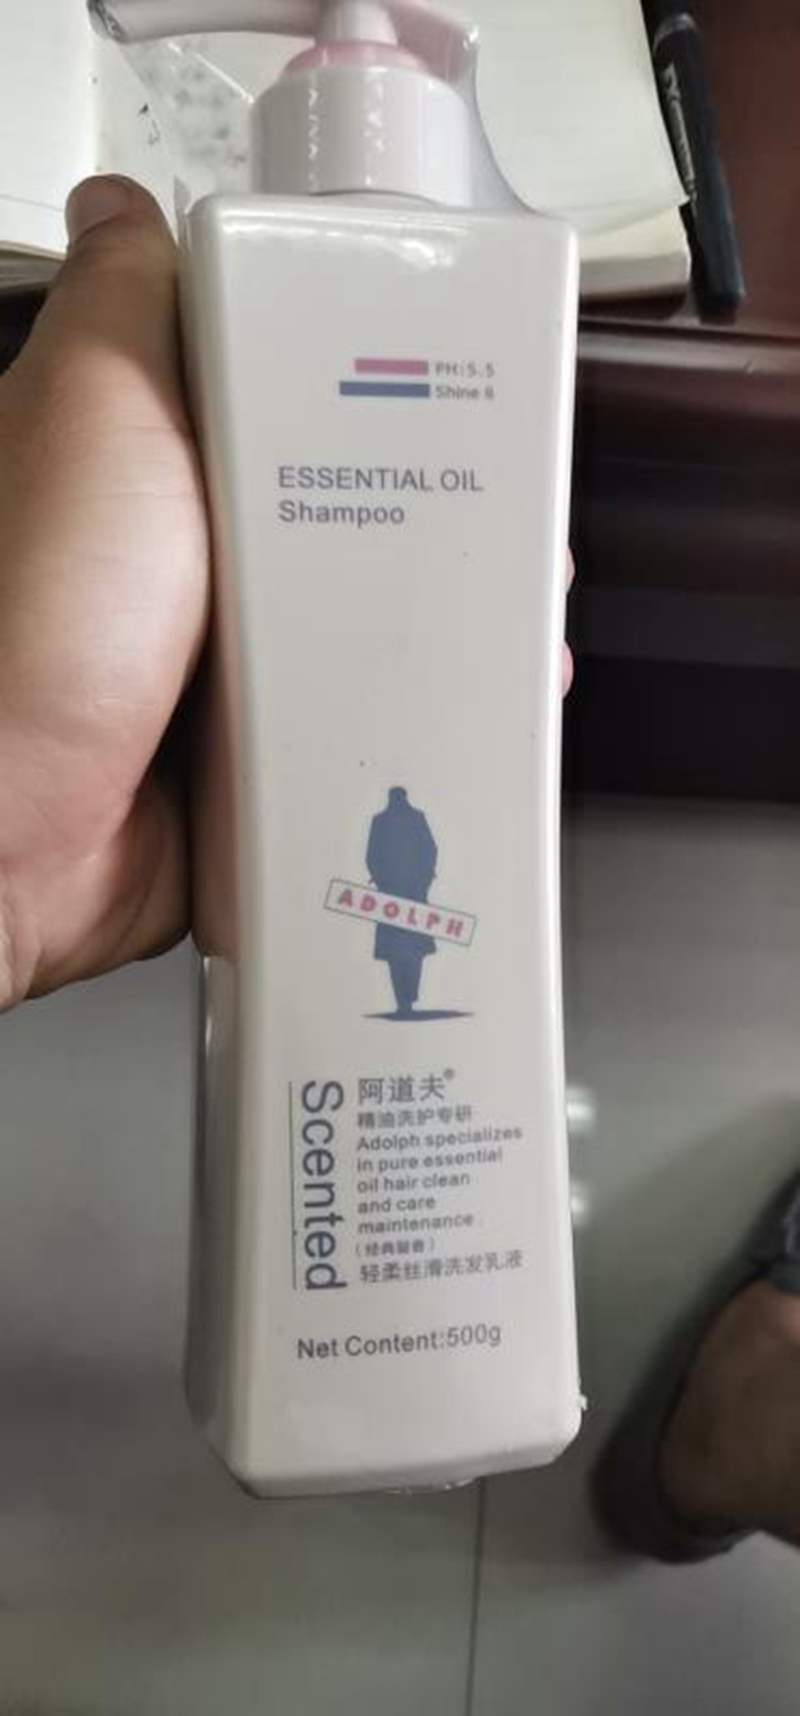 PH:5.5
Shine 6
ESSENTIAL OIL
Shampoo
ADOLPH
Scented
阿道夫®
精油洗护专研
Adolph specializes
in pure essential
oil hair clean
and care
maintenance.
(经典留香)
轻柔丝滑洗发乳液
Net Content:500g